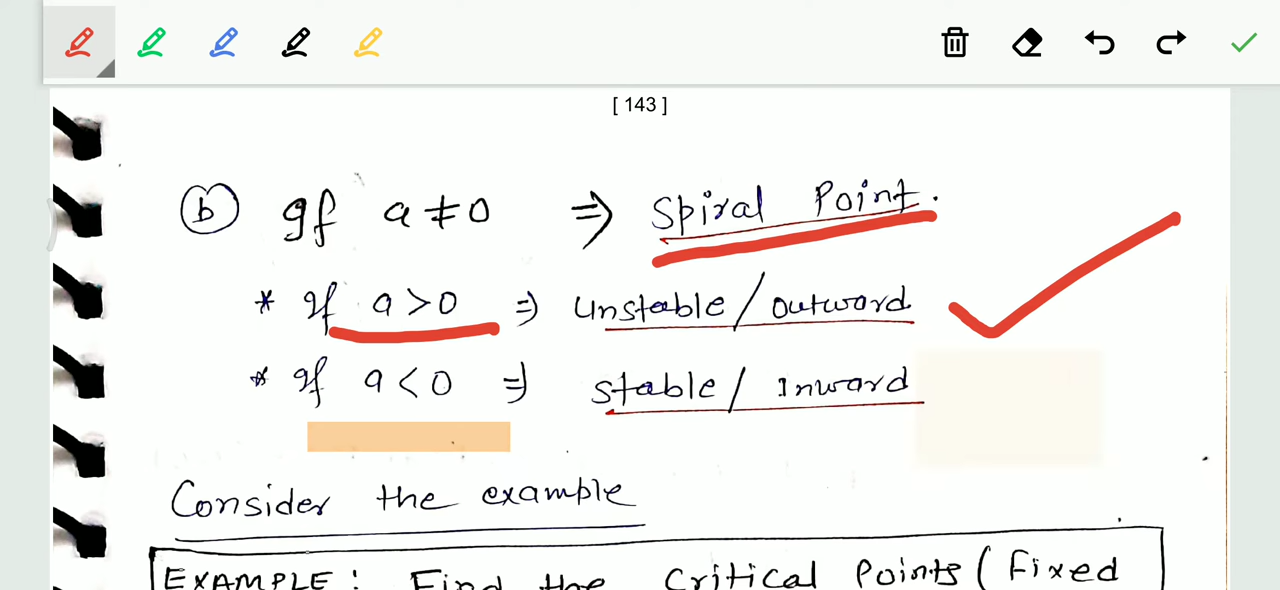 [ 143 ]
(b) If a ≠ 0 ⇒ Spiral Point.
* If a > 0 ⇒ Unstable / Outward
* If a < 0 ⇒ Stable / Inward
Consider the example
EXAMPLE: Find the Critical Points (Fixed